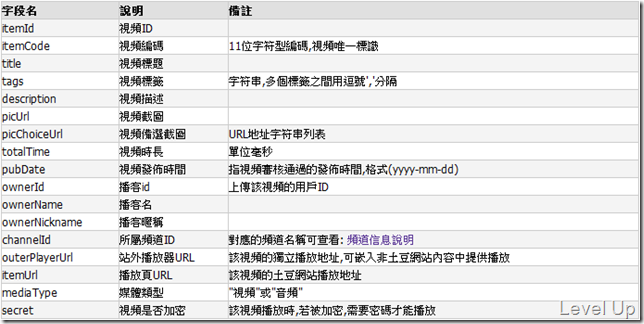 字段名 說明 備註
itemId 視頻ID
itemCode 視頻編碼 11位字符型編碼,視頻唯一標識
title 視頻標題
tags 視頻標籤 字符串,多個標籤之間用逗號','分隔
description 視頻描述
picUrl 視頻截圖
picChoiceUrl 視頻備選截圖 URL地址字符串列表
totalTime 視頻時長 單位毫秒
pubDate 視頻發佈時間 指視頻審核通過的發佈時間,格式(yyyy-mm-dd)
ownerId 播客id 上傳該視頻的用戶ID
ownerName 播客名
ownerNickname 播客暱稱
channelId 所屬頻道ID 對應的頻道名稱可查看: 頻道信息說明
outerPlayerUrl 站外播放器URL 該視頻的獨立播放地址,可嵌入非土豆網站內容中提供播放
itemUrl 播放頁URL 該視頻的土豆網站播放地址
mediaType 媒體類型 "視頻"或"音頻"
secret 視頻是否加密 該視頻播放時,若被加密,需要密碼才能播放
Level Up